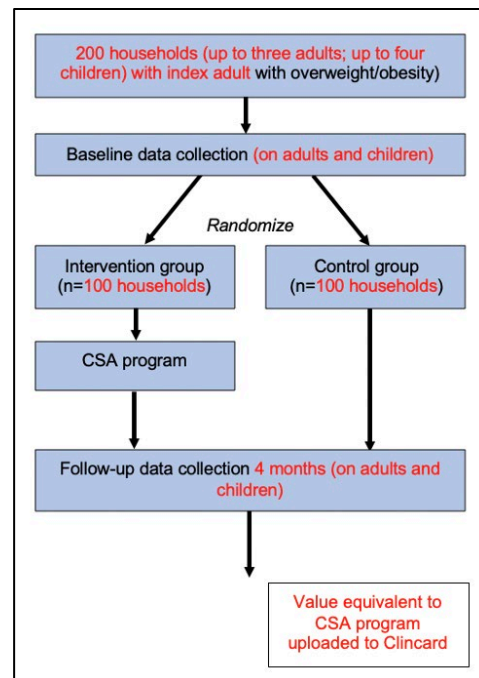 200 households (up to three adults; up to four
children) with index adult with overweight/obesity)
Baseline data collection (on adults and children)
Randomize
Intervention group
(n=100 households)
Control group
(n=100 households)
CSA program
Follow-up data collection 4 months (on adults and
children)
Value equivalent to
CSA program
uploaded to Clincard